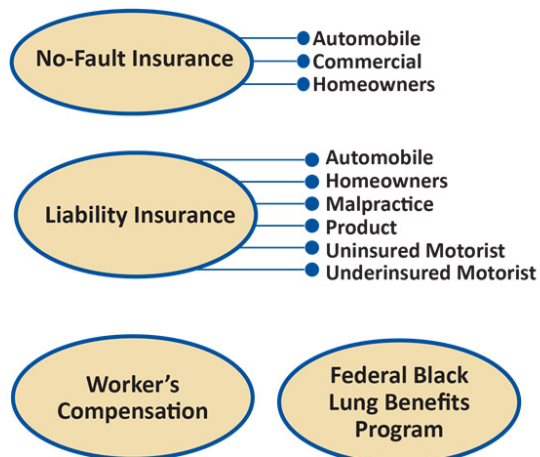 No-Fault Insurance
Automobile
Commercial
Homeowners
Liability Insurance
Automobile
Homeowners
Malpractice
Product
Uninsured Motorist
Underinsured Motorist
Worker's
Compensation
Federal Black
Lung Benefits
Program